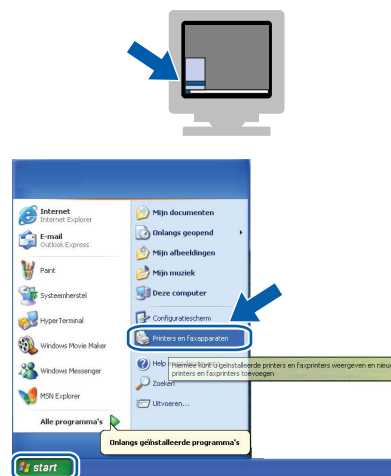 Internet
Internet Explorer
E-mail
Outlook Express
Paint
Systeemherstel
HyperTerminal
Windows Movie Maker
Windows Messenger
MSN Explorer
Alle programma's
Mijn documenten
Onlangs geopend
Mijn afbeeldingen
Mijn muziek
Deze computer
Configuratiescherm
Printers en faxapparaten
Help
Hiermee kunt u geïnstalleerde printers en faxprinters weergeven en nieuw
printers en faxprinters toevoegen
Zoeken
Uitvoeren...
Onlangs geïnstalleerde programma's
start